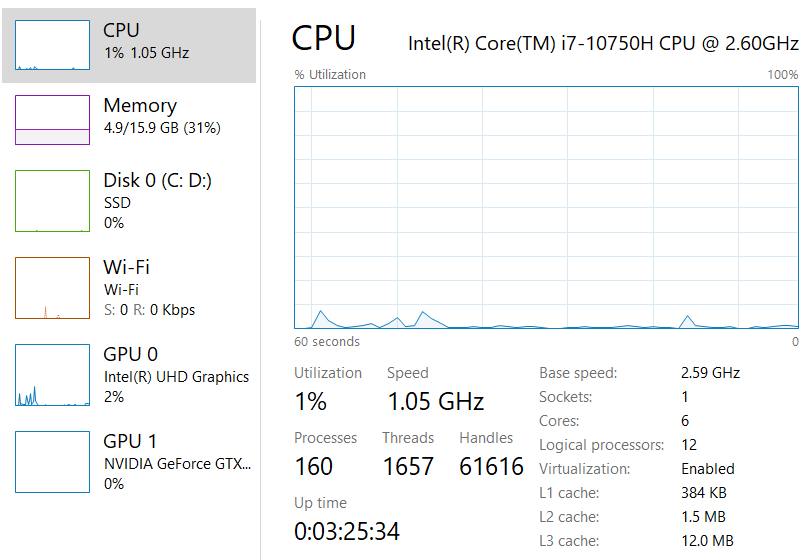 CPU
1% 1.05 GHz
Memory
4.9/15.9 GB (31%)
Disk 0 (C: D:)
SSD
0%
Wi-Fi
Wi-Fi
S: 0 R: 0 Kbps
GPU 0
Intel(R) UHD Graphics
2%
GPU 1
NVIDIA GeForce GTX...
0%
CPU Intel(R) Core(TM) i7-10750H CPU @ 2.60GHz
% Utilization 100%
60 seconds 0
Utilization Speed
1% 1.05 GHz
Processes Threads Handles
160 1657 61616
Up time
0:03:25:34
Base speed: 2.59 GHz
Sockets: 1
Cores: 6
Logical processors: 12
Virtualization: Enabled
L1 cache: 384 KB
L2 cache: 1.5 MB
L3 cache: 12.0 MB